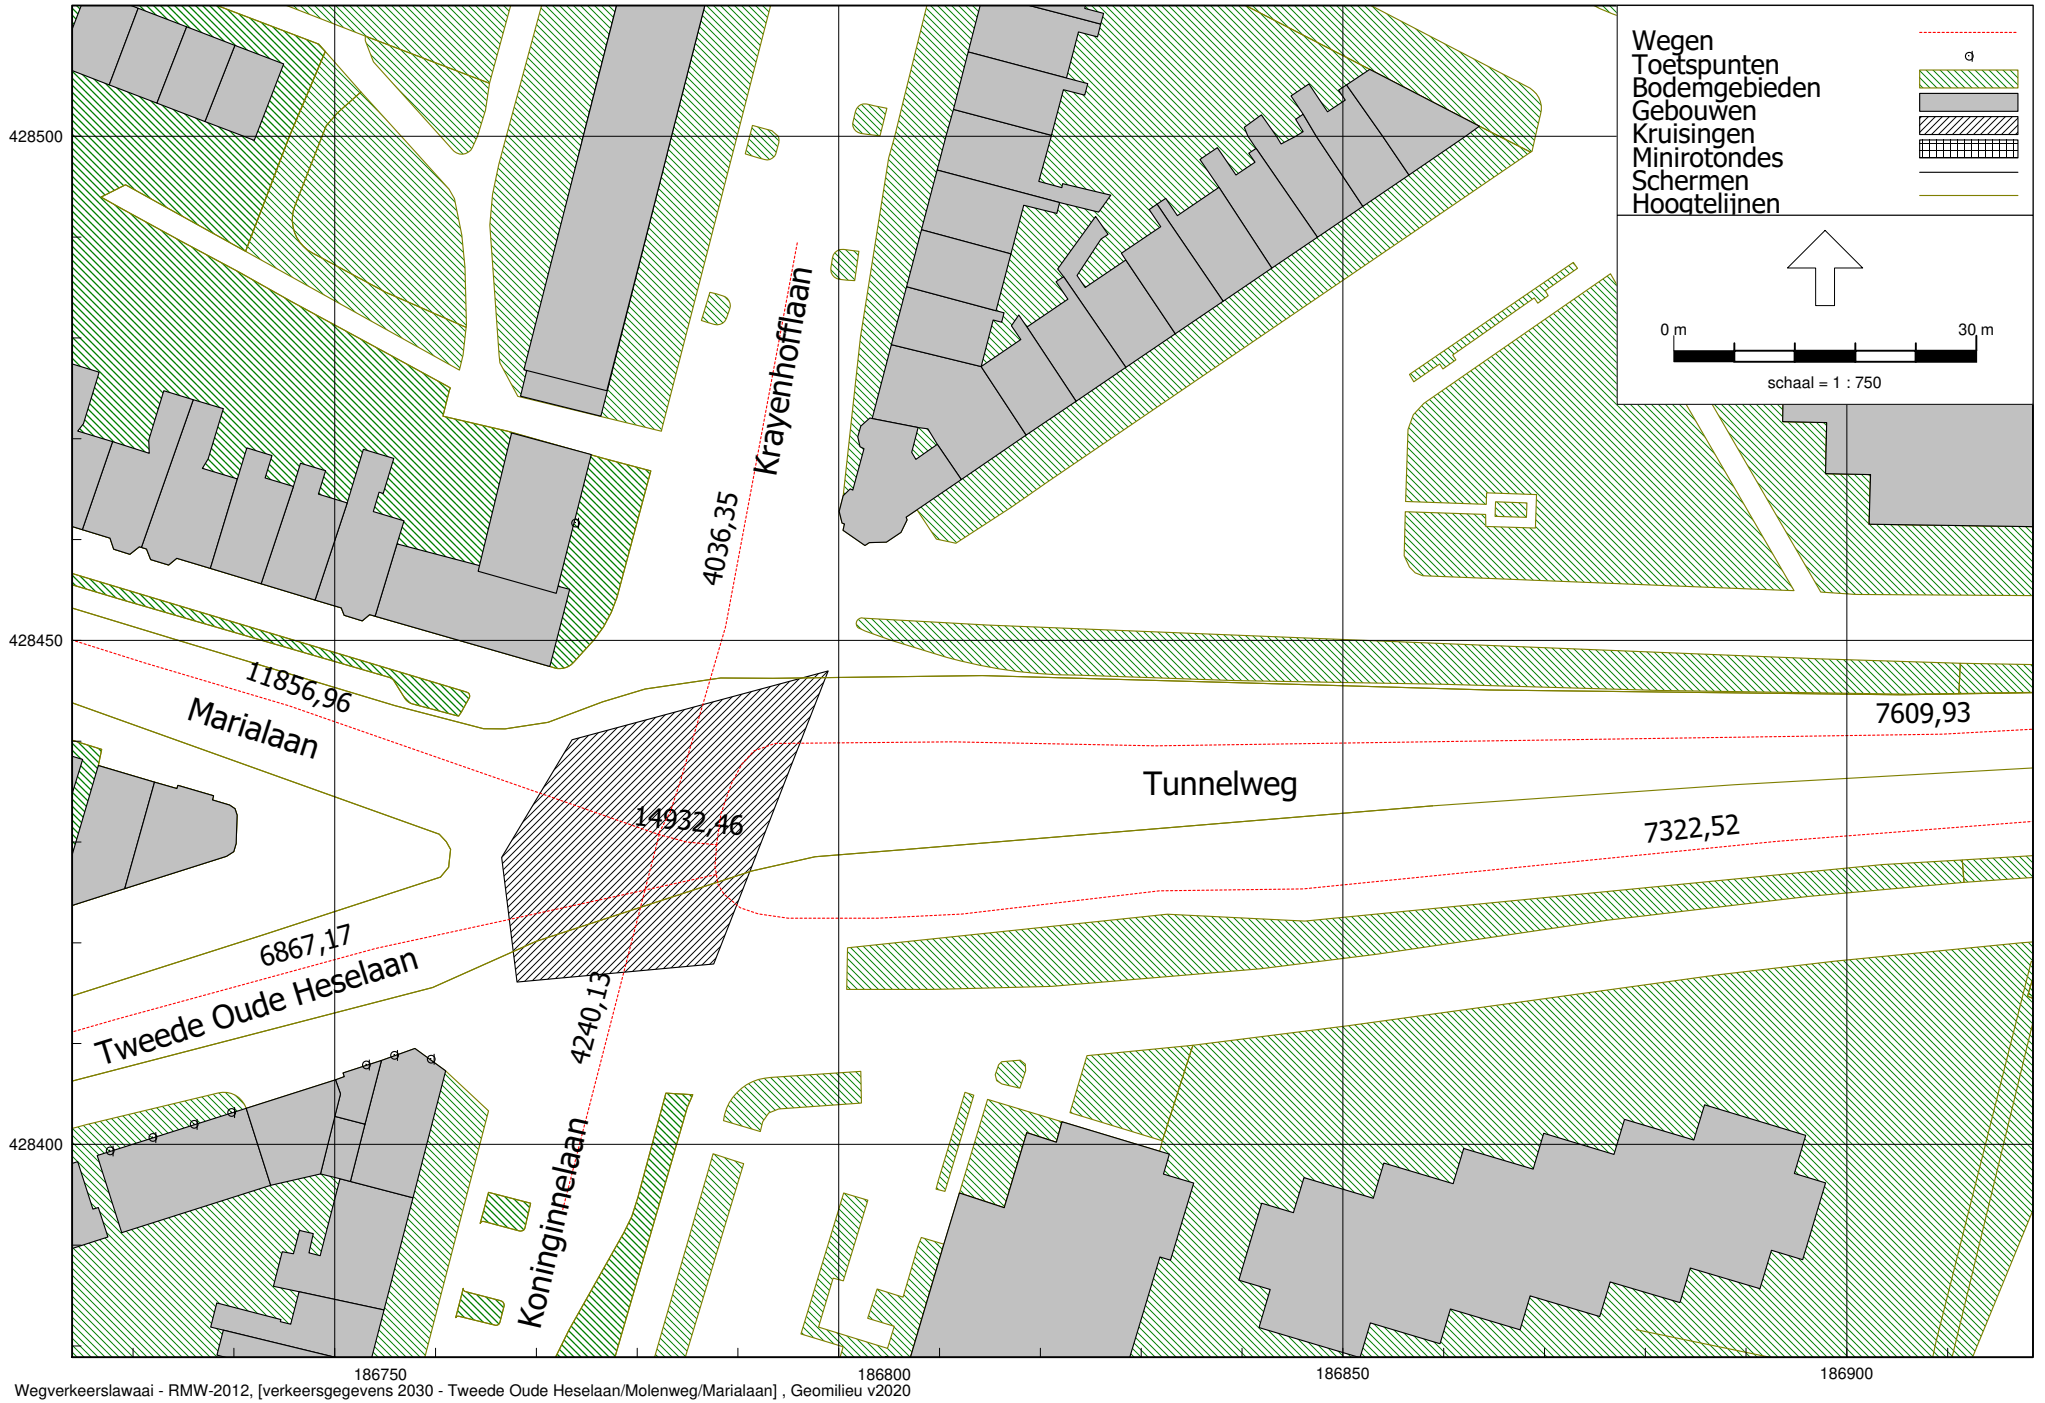 Wegen
Toetspunten
Bodemgebieden
Gebouwen
Kruisingen
Minirotondes
Schermen
Hoogtelijnen
0 m 30 m
schaal = 1 : 750
428500
428450
428400
Krayenhofflaan
4036,35
11856,96
Marialaan
14932,46
7609,93
Tunnelweg
7322,52
6867,17
Tweede Oude Heselaan
4240,13
Koninginnelaan
186750 186800 186850 186900
Wegverkeerslawaai - RMW-2012, [verkeersgegevens 2030 - Tweede Oude Heselaan/Molenweg/Marialaan] , Geomilieu v2020